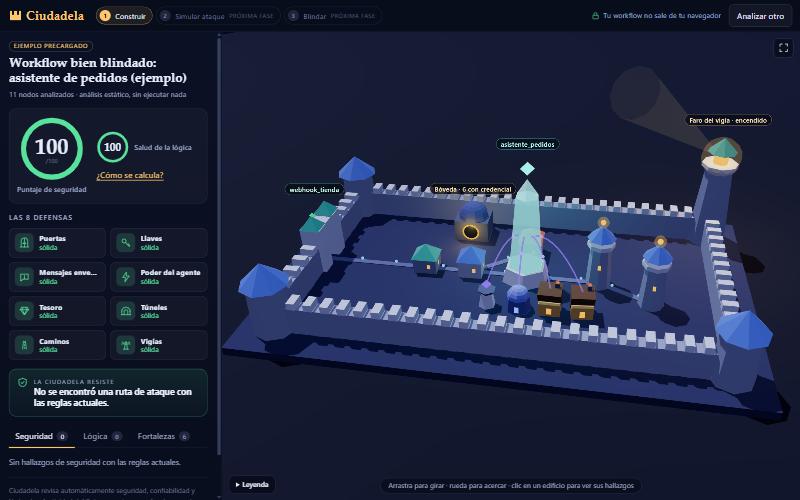 Ciudadela
1 Construir
2 Simular ataque PRÓXIMA FASE
3 Blindar PRÓXIMA FASE
Tu workflow no sale de tu navegador
Analizar otro
EJEMPLO PRECARGADO
Workflow bien blindado:
asistente de pedidos (ejemplo)
11 nodos analizados · análisis estático, sin ejecutar nada
100
/100
Puntaje de seguridad
100
Salud de la lógica
¿Cómo se calcula?
LAS 8 DEFENSAS
Puertas
sólida
Llaves
sólida
Mensajes enve...
sólida
Poder del agente
sólida
Tesoro
sólida
Túneles
sólida
Caminos
sólida
Vigías
sólida
LA CIUDADELA RESISTE
No se encontró una ruta de ataque con
las reglas actuales.
Seguridad 0
Lógica 0
Fortalezas 6
Sin hallazgos de seguridad con las reglas actuales.
Ciudadela revisa automáticamente seguridad, confiabilidad y
Faro del vigía · encendido
asistente_pedidos
webhook_tienda
Bóveda · 6 con credencial
Leyenda
Arrastra para girar · rueda para acercar · clic en un edificio para ver sus hallazgos